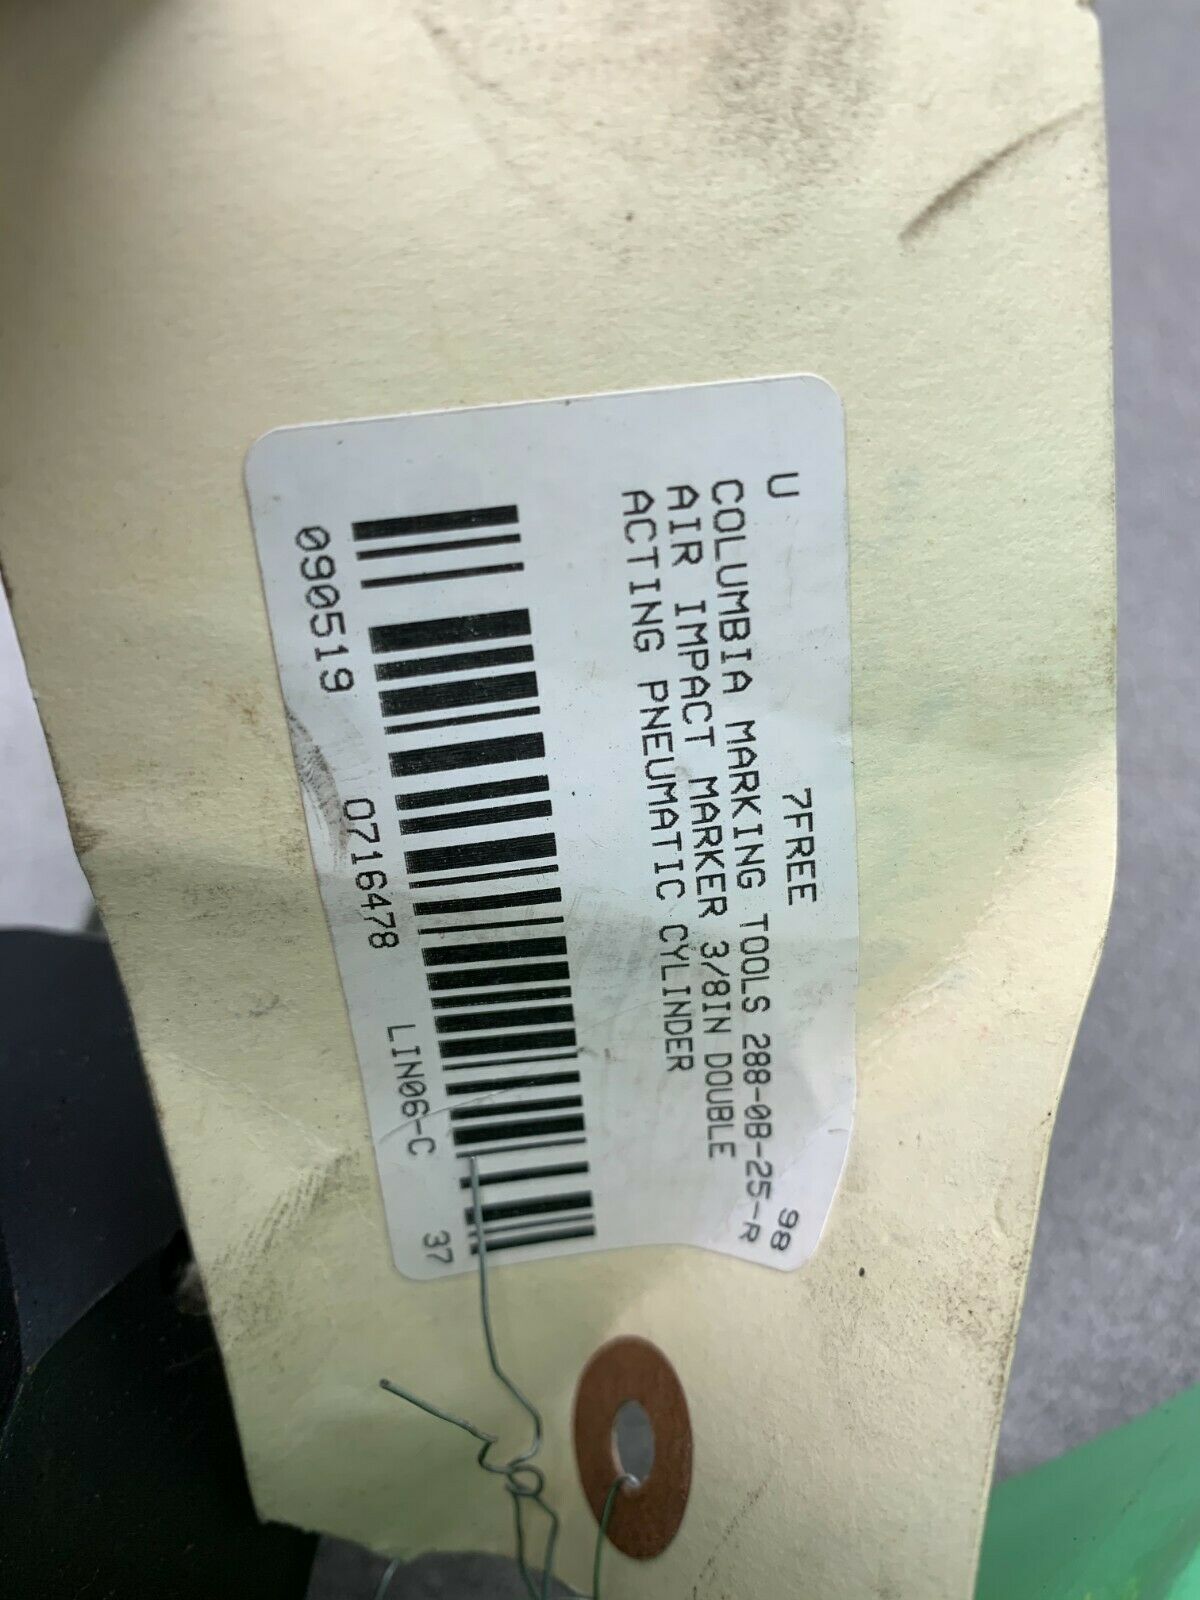 U 7FREE 98
COLUMBIA MARKING TOOLS 288-0B-25-R
AIR IMPACT MARKER 3/8IN DOUBLE
ACTING PNEUMATIC CYLINDER
090519 0716478 LIN06-C 37